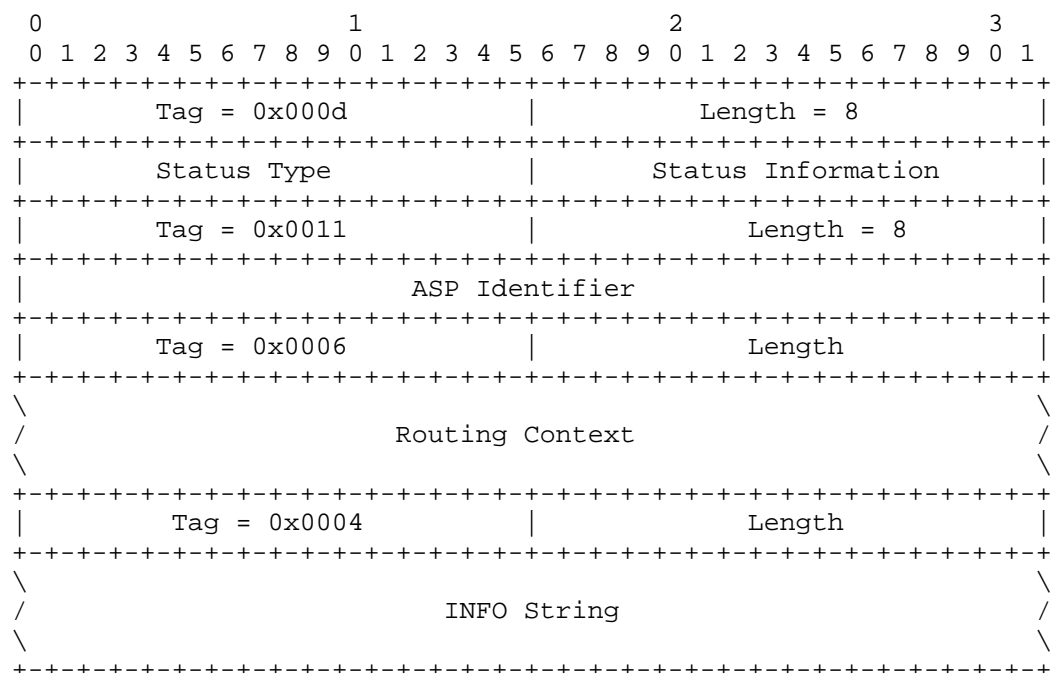 0                   1                   2                   3
 0 1 2 3 4 5 6 7 8 9 0 1 2 3 4 5 6 7 8 9 0 1 2 3 4 5 6 7 8 9 0 1
+-+-+-+-+-+-+-+-+-+-+-+-+-+-+-+-+-+-+-+-+-+-+-+-+-+-+-+-+-+-+-+-+
|        Tag = 0x000d           |          Length = 8           |
+-+-+-+-+-+-+-+-+-+-+-+-+-+-+-+-+-+-+-+-+-+-+-+-+-+-+-+-+-+-+-+-+
|        Status Type            |       Status Information      |
+-+-+-+-+-+-+-+-+-+-+-+-+-+-+-+-+-+-+-+-+-+-+-+-+-+-+-+-+-+-+-+-+
|        Tag = 0x0011           |             Length = 8        |
+-+-+-+-+-+-+-+-+-+-+-+-+-+-+-+-+-+-+-+-+-+-+-+-+-+-+-+-+-+-+-+-+
|                        ASP Identifier                         |
+-+-+-+-+-+-+-+-+-+-+-+-+-+-+-+-+-+-+-+-+-+-+-+-+-+-+-+-+-+-+-+-+
|        Tag = 0x0006           |             Length            |
+-+-+-+-+-+-+-+-+-+-+-+-+-+-+-+-+-+-+-+-+-+-+-+-+-+-+-+-+-+-+-+-+
\                                                               \
/                       Routing Context                         /
\                                                               \
+-+-+-+-+-+-+-+-+-+-+-+-+-+-+-+-+-+-+-+-+-+-+-+-+-+-+-+-+-+-+-+-+
|         Tag = 0x0004          |             Length            |
+-+-+-+-+-+-+-+-+-+-+-+-+-+-+-+-+-+-+-+-+-+-+-+-+-+-+-+-+-+-+-+-+
\                                                               \
/                          INFO String                          /
\                                                               \
+-+-+-+-+-+-+-+-+-+-+-+-+-+-+-+-+-+-+-+-+-+-+-+-+-+-+-+-+-+-+-+-+